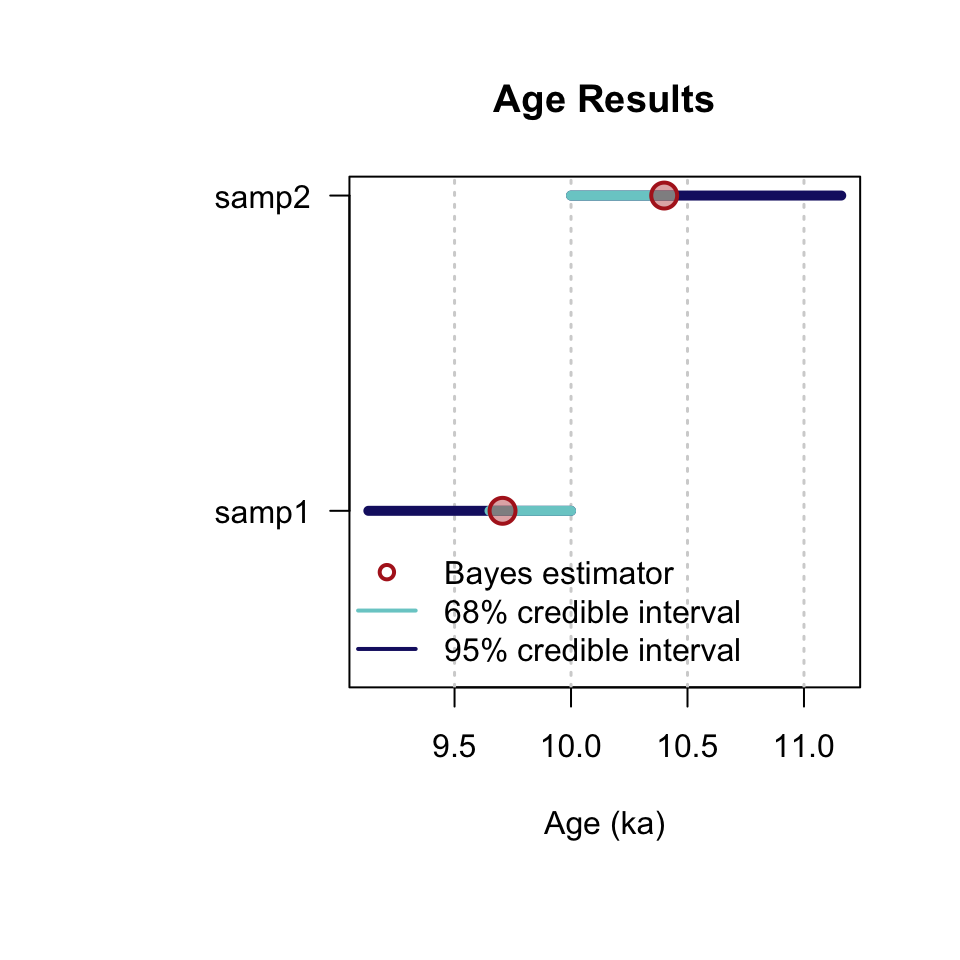 Age Results
samp2
samp1
Bayes estimator
68% credible interval
95% credible interval
9.5 10.0 10.5 11.0
Age (ka)